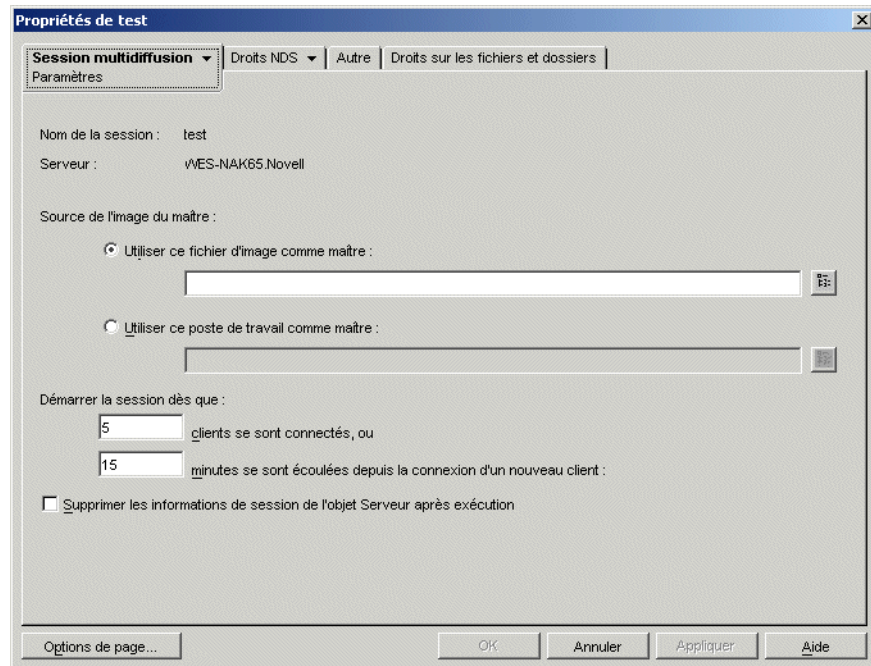 Propriétés de test
Session multidiffusion
Droits NDS
Autre
Droits sur les fichiers et dossiers
Paramètres
Nom de la session : test
Serveur : WES-NAK65.Novell
Source de l'image du maître :
Utiliser ce fichier d'image comme maître :
Utiliser ce poste de travail comme maître :
Démarrer la session dès que :
5 clients se sont connectés, ou
15 minutes se sont écoulées depuis la connexion d'un nouveau client :
Supprimer les informations de session de l'objet Serveur après exécution
Options de page...
OK
Annuler
Appliquer
Aide